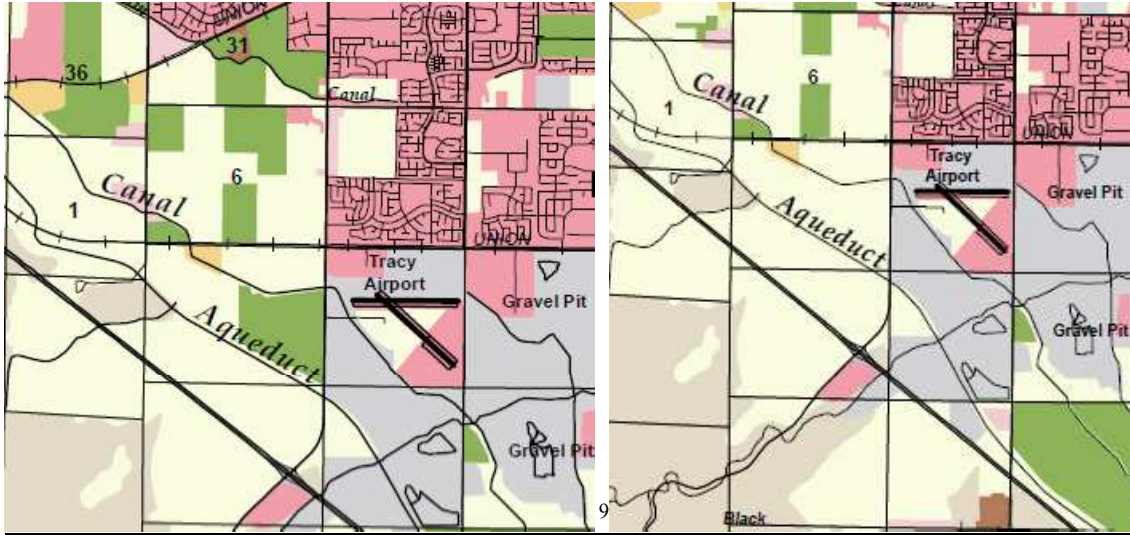 UNION
31
36
Canal
Canal
6
1
UNION
Tracy
Airport
Gravel Pit
Aqueduct
Gravel Pit
9
6
Canal
1
UNION
Tracy
Airport
Gravel Pit
Aqueduct
Gravel Pit
Black